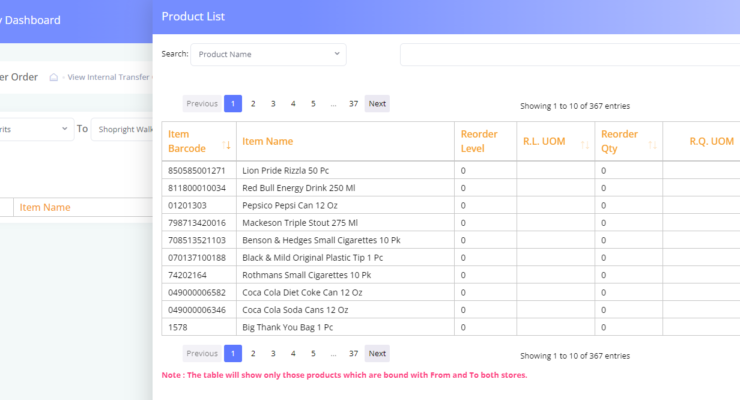 Dashboard
Product List
Search: Product Name
Order
- View Internal Transfer
To Shopright
Previous 1 2 3 4 5 ... 37 Next
Showing 1 to 10 of 367 entries
Item Name
Item Barcode Item Name Reorder Level R.L. UOM Reorder Qty R.Q. UOM
850585001271 Lion Pride Rizzla 50 Pc 0 0
811800010034 Red Bull Energy Drink 250 Ml 0 0
01201303 Pepsico Pepsi Can 12 Oz 0 0
798713420016 Mackeson Triple Stout 275 Ml 0 0
708513521103 Benson & Hedges Small Cigarettes 10 Pk 0 0
070137100188 Black & Mild Original Plastic Tip 1 Pc 0 0
74202164 Rothmans Small Cigarettes 10 Pk 0 0
049000006582 Coca Cola Diet Coke Can 12 Oz 0 0
049000006346 Coca Cola Soda Cans 12 Oz 0 0
1578 Big Thank You Bag 1 Pc 0 0
Previous 1 2 3 4 5 ... 37 Next
Showing 1 to 10 of 367 entries
Note : The table will show only those products which are bound with From and To both stores.